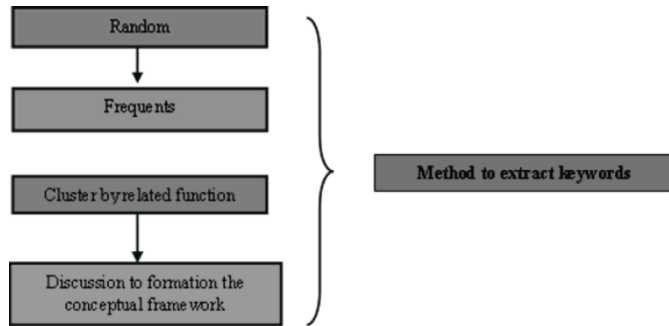 Random
Frequents
Cluster by related function
Discussion to formation the
conceptual framework
Method to extract keywords